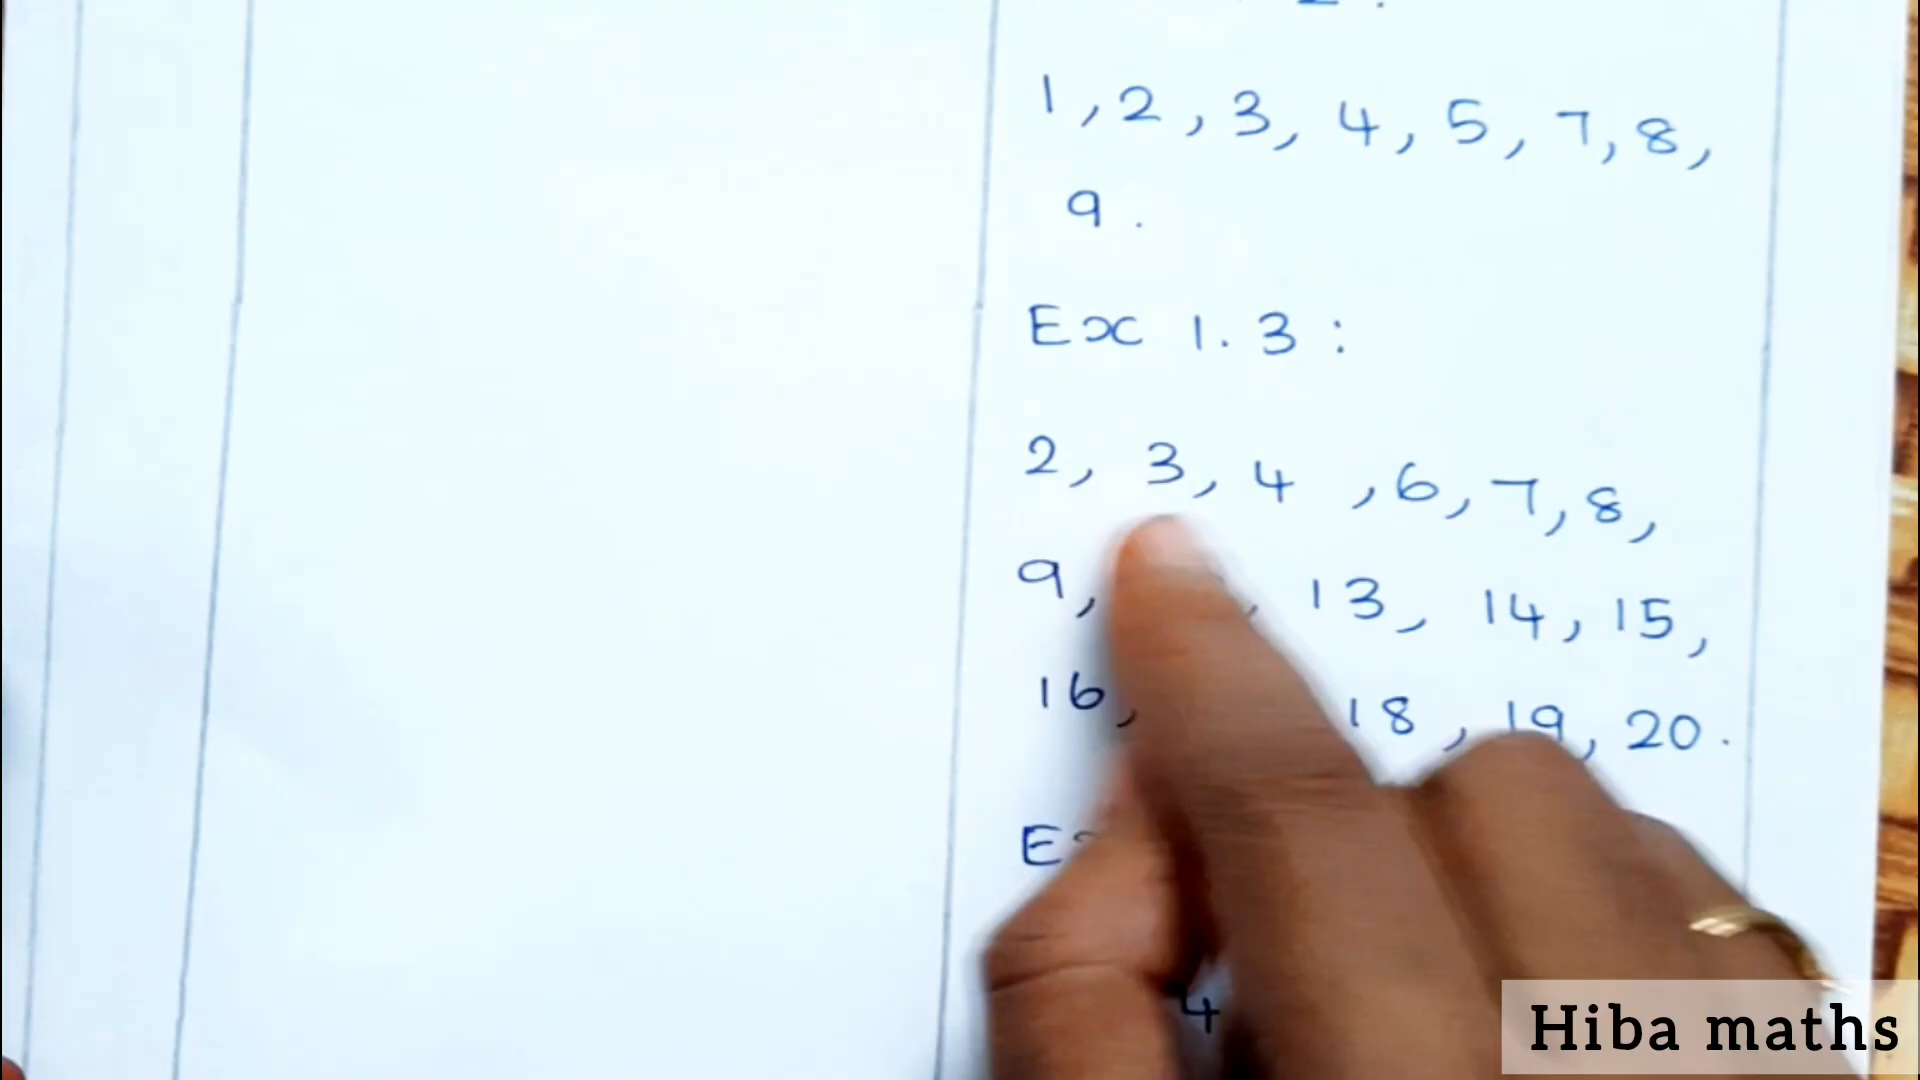 1, 2, 3, 4, 5, 7, 8,
9.
Ex 1.3:
2, 3, 4, 6, 7, 8,
9, 13, 14, 15,
16, 18, 19, 20.
4
Hiba maths